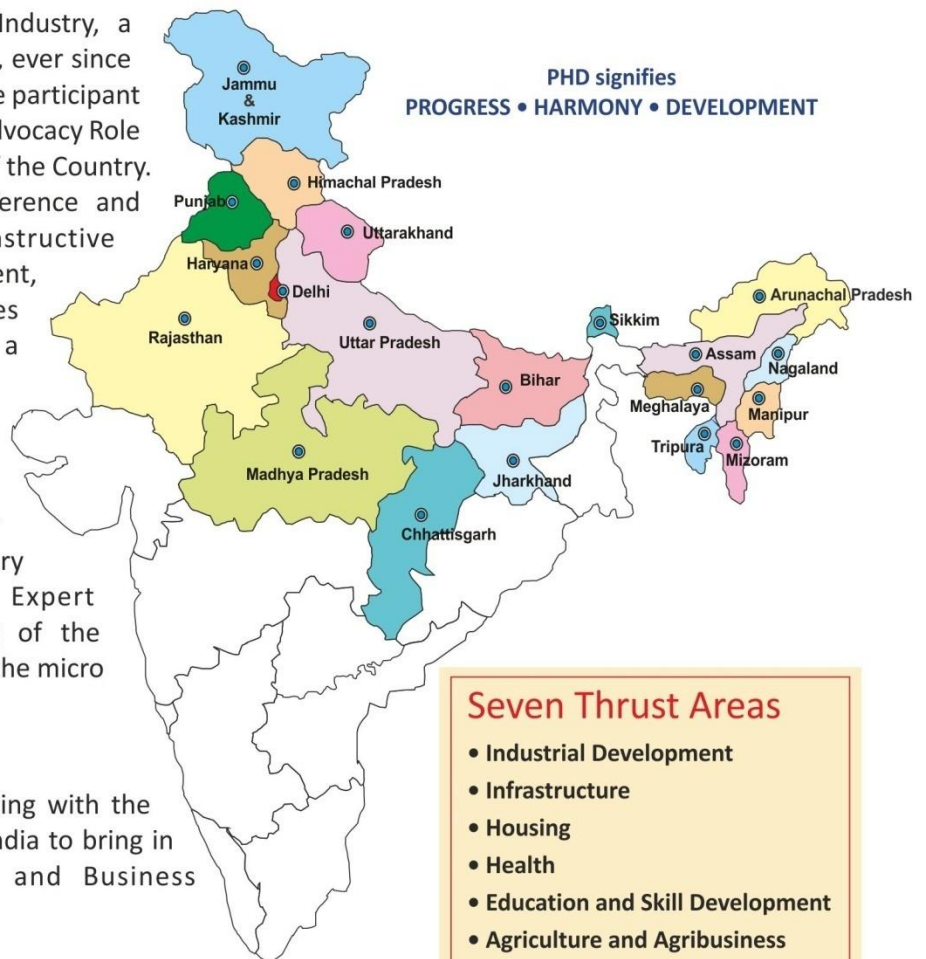 Industry, a
, ever since
e participant
dvocacy Role
the Country.
erence and
nstructive
ent,
es
a
ry
Expert
of the
he micro
ing with the
ndia to bring in
and Business
PHD signifies
PROGRESS • HARMONY • DEVELOPMENT
Jammu
&
Kashmir
Himachal Pradesh
Punjab
Uttarakhand
Haryana
Delhi
Rajasthan
Uttar Pradesh
Sikkim
Arunachal Pradesh
Assam
Nagaland
Bihar
Meghalaya
Manipur
Tripura
Mizoram
Madhya Pradesh
Jharkhand
Chhattisgarh
Seven Thrust Areas
• Industrial Development
• Infrastructure
• Housing
• Health
• Education and Skill Development
• Agriculture and Agribusiness